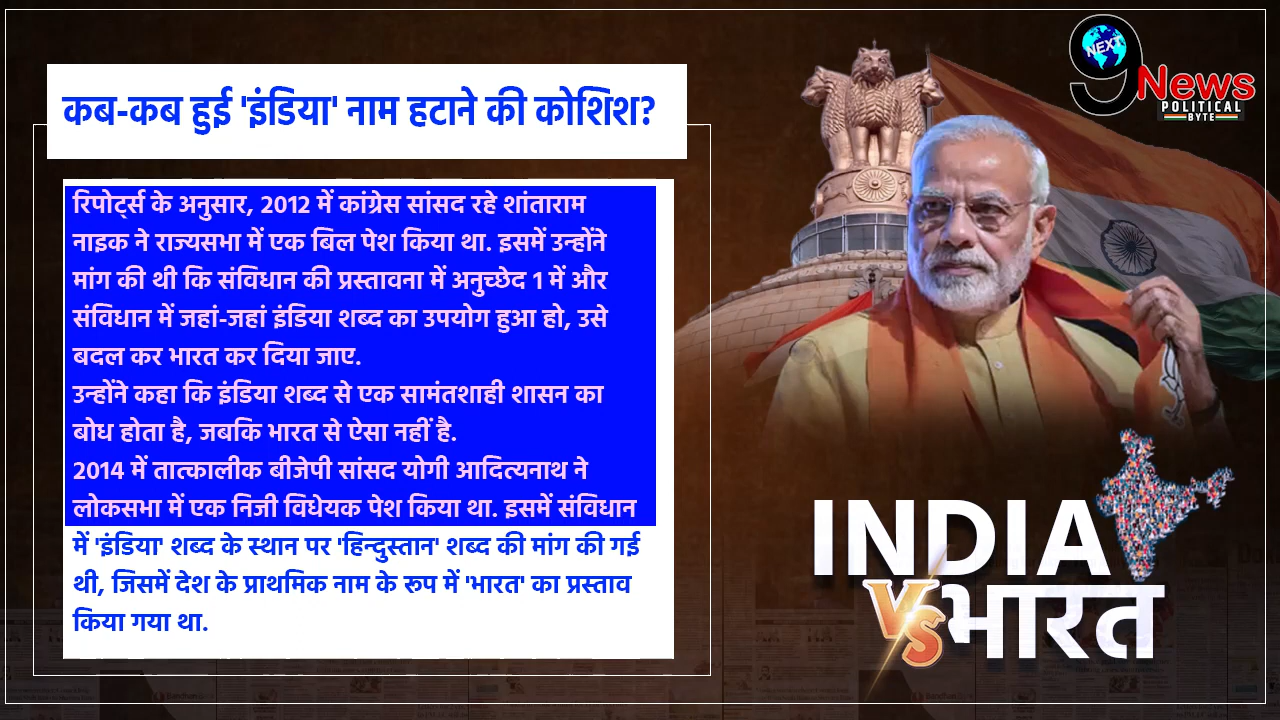 NEXT
9 News
POLITICAL
BYTE
कब-कब हुई 'इंडिया' नाम हटाने की कोशिश?
रिपोर्ट्स के अनुसार, 2012 में कांग्रेस सांसद रहे शांताराम
नाइक ने राज्यसभा में एक बिल पेश किया था. इसमें उन्होंने
मांग की थी कि संविधान की प्रस्तावना में अनुच्छेद 1 में और
संविधान में जहां-जहां इंडिया शब्द का उपयोग हुआ हो, उसे
बदल कर भारत कर दिया जाए.
उन्होंने कहा कि इंडिया शब्द से एक सामंतशाही शासन का
बोध होता है, जबकि भारत से ऐसा नहीं है.
2014 में तात्कालीक बीजेपी सांसद योगी आदित्यनाथ ने
लोकसभा में एक निजी विधेयक पेश किया था. इसमें संविधान
में 'इंडिया' शब्द के स्थान पर 'हिन्दुस्तान' शब्द की मांग की गई
थी, जिसमें देश के प्राथमिक नाम के रूप में 'भारत' का प्रस्ताव
किया गया था.
INDIA
VS
भारत